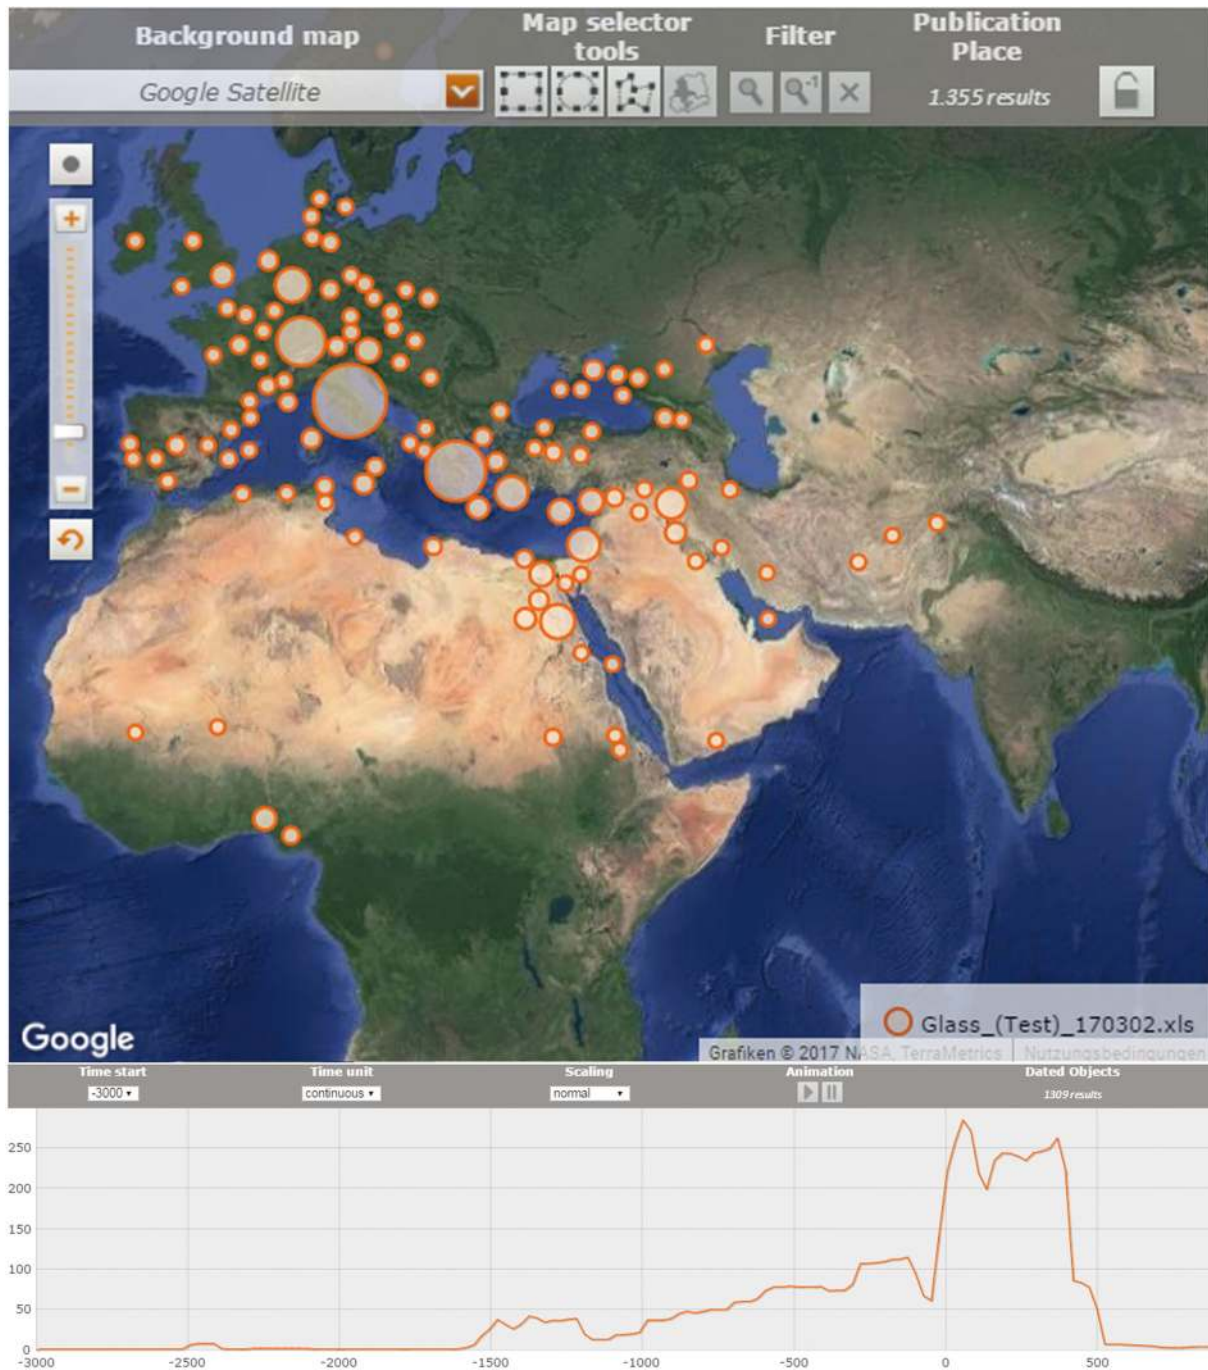 Background map
Map selector
tools
Filter
Publication
Place
Google Satellite
-1
1.355 results
Google
Glass_(Test)_170302.xls
Grafiken © 2017 NASA, TerraMetrics
Nutzungsbedingungen
Time start
Time unit
Scaling
Animation
Dated Objects
-3000
continuous
normal
1309 results
250
200
150
100
50
0
-3000
-2500
-2000
-1500
-1000
-500
0
500